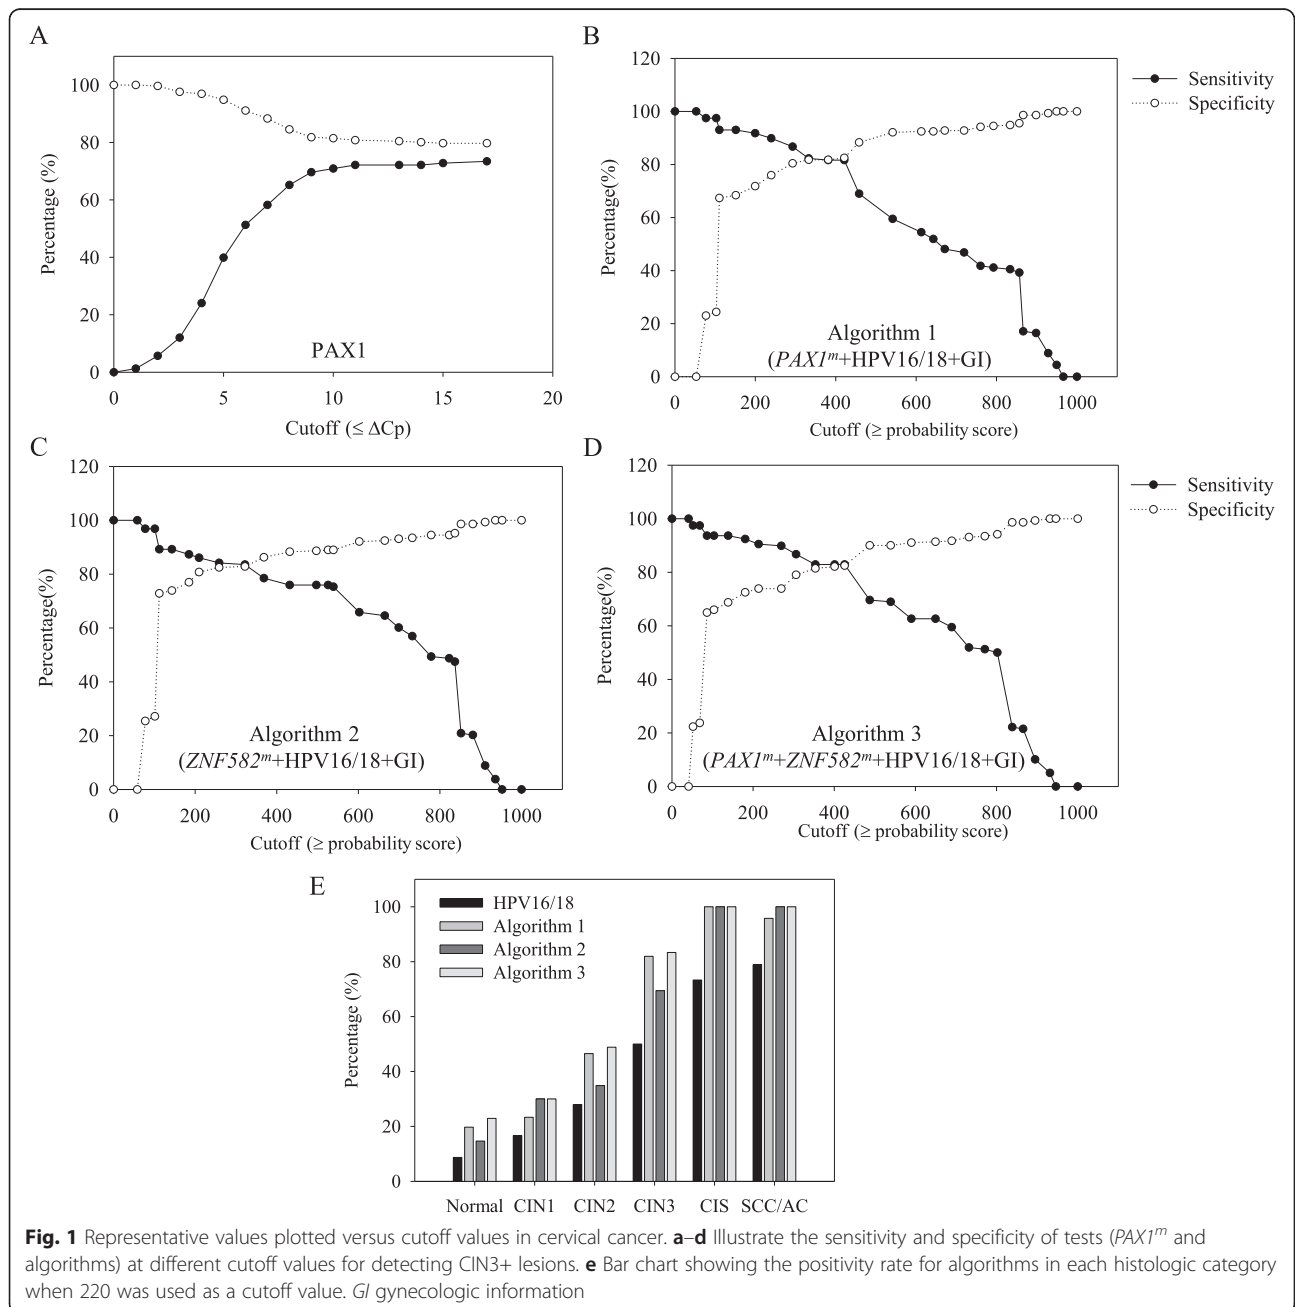 A
100
80
60
40
20
0
Percentage (%)
PAX1
0 5 10 15 20
Cutoff (≤ ΔCp)
B
120
100
80
60
40
20
0
Percentage(%)
Algorithm 1
(PAX1ᵐ+HPV16/18+GI)
0 200 400 600 800 1000
Cutoff (≥ probability score)
Sensitivity
Specificity
C
120
100
80
60
40
20
0
Percentage(%)
Algorithm 2
(ZNF582ᵐ+HPV16/18+GI)
0 200 400 600 800 1000
Cutoff (≥ probability score)
D
120
100
80
60
40
20
0
Percentage(%)
Algorithm 3
(PAX1ᵐ+ZNF582ᵐ+HPV16/18+GI)
0 200 400 600 800 1000
Cutoff (≥ probability score)
Sensitivity
Specificity
E
100
80
60
40
20
0
Percentage (%)
HPV16/18
Algorithm 1
Algorithm 2
Algorithm 3
Normal CIN1 CIN2 CIN3 CIS SCC/AC
Fig. 1 Representative values plotted versus cutoff values in cervical cancer. a–d Illustrate the sensitivity and specificity of tests (PAX1ᵐ and
algorithms) at different cutoff values for detecting CIN3+ lesions. e Bar chart showing the positivity rate for algorithms in each histologic category
when 220 was used as a cutoff value. GI gynecologic information